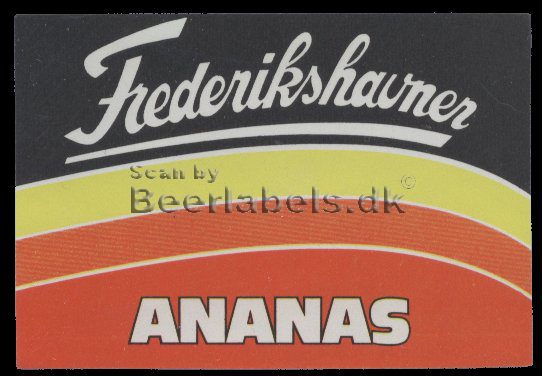 Frederikshavner
Scan by
Beerlabels.dk ©
ANANAS